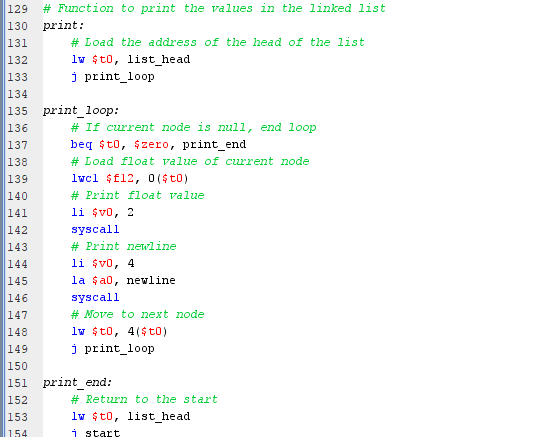 129 # Function to print the values in the linked list
130 print:
131 # Load the address of the head of the list
132 lw $t0, list_head
133 j print_loop
134
135 print_loop:
136 # If current node is null, end loop
137 beq $t0, $zero, print_end
138 # Load float value of current node
139 lwc1 $f12, 0($t0)
140 # Print float value
141 li $v0, 2
142 syscall
143 # Print newline
144 li $v0, 4
145 la $a0, newline
146 syscall
147 # Move to next node
148 lw $t0, 4($t0)
149 j print_loop
150
151 print_end:
152 # Return to the start
153 lw $t0, list_head
154 j start